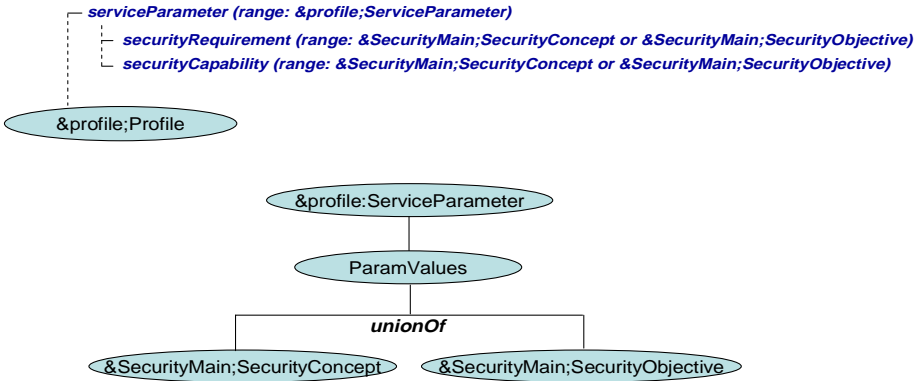 serviceParameter (range: &profile;ServiceParameter)
securityRequirement (range: &SecurityMain;SecurityConcept or &SecurityMain;SecurityObjective)
securityCapability (range: &SecurityMain;SecurityConcept or &SecurityMain;SecurityObjective)
&profile;Profile
&profile:ServiceParameter
ParamValues
unionOf
&SecurityMain;SecurityConcept
&SecurityMain;SecurityObjective